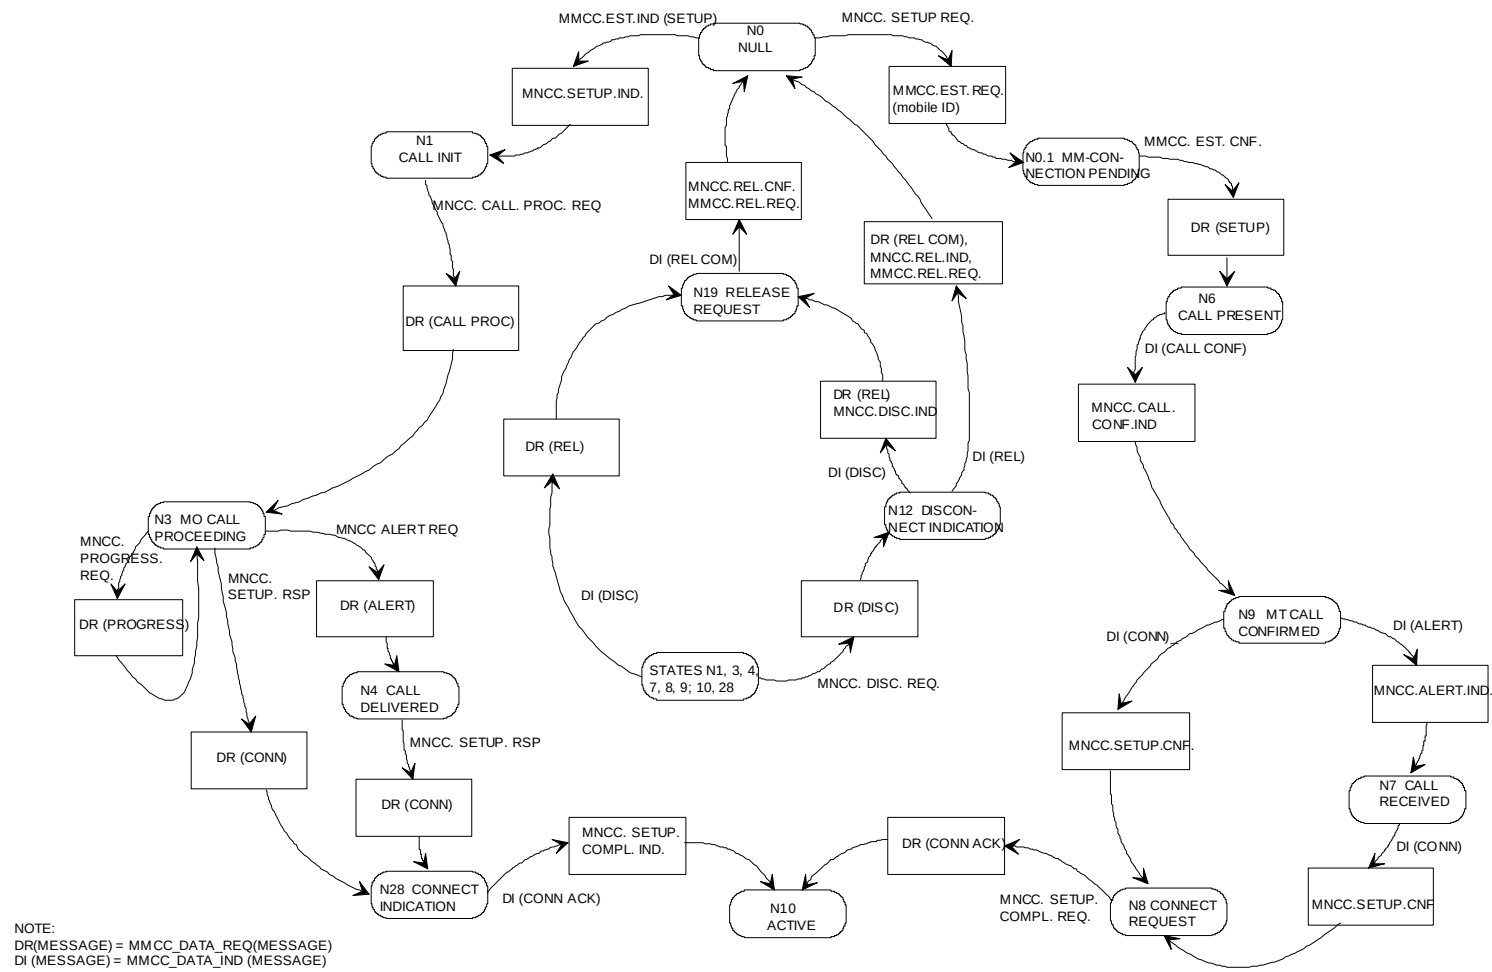 MMCC.EST.IND (SETUP)
N0
NULL
MNCC. SETUP REQ.
MNCC.SETUP.IND.
MMCC.EST.REQ.
(mobile ID)
N1
CALL INIT
N0.1 MM-CON-
NECTION PENDING
MMCC. EST. CNF.
MNCC. CALL. PROC. REQ
MNCC.REL.CNF.
MMCC.REL.REQ.
DR (SETUP)
DR (REL COM),
MNCC.REL.IND,
MMCC.REL.REQ.
DI (REL COM)
N19 RELEASE
REQUEST
N6
CALL PRESENT
DR (CALL PROC)
DI (CALL CONF)
DR (REL)
MNCC.DISC.IND
MNCC.CALL.
CONF.IND
DR (REL)
DI (DISC)
DI (REL)
N12 DISCON-
NECT INDICATION
N3 MO CALL
PROCEEDING
MNCC ALERT REQ
MNCC.
PROGRESS.
REQ.
MNCC.
SETUP. RSP
DI (DISC)
DR (DISC)
DR (ALERT)
DR (PROGRESS)
N9 MT CALL
CONFIRMED
DI (CONN)
DI (ALERT)
STATES N1, 3, 4,
7, 8, 9; 10, 28
MNCC. DISC. REQ.
N4 CALL
DELIVERED
MNCC.ALERT.IND.
MNCC. SETUP. RSP
MNCC.SETUP.CNF.
DR (CONN)
N7 CALL
RECEIVED
DR (CONN)
MNCC. SETUP.
COMPL. IND.
DR (CONN ACK)
DI (CONN)
N28 CONNECT
INDICATION
DI (CONN ACK)
N10
ACTIVE
MNCC. SETUP.
COMPL. REQ.
N8 CONNECT
REQUEST
MNCC.SETUP.CNF
NOTE:
DR(MESSAGE) = MMCC_DATA_REQ(MESSAGE)
DI (MESSAGE) = MMCC_DATA_IND (MESSAGE)